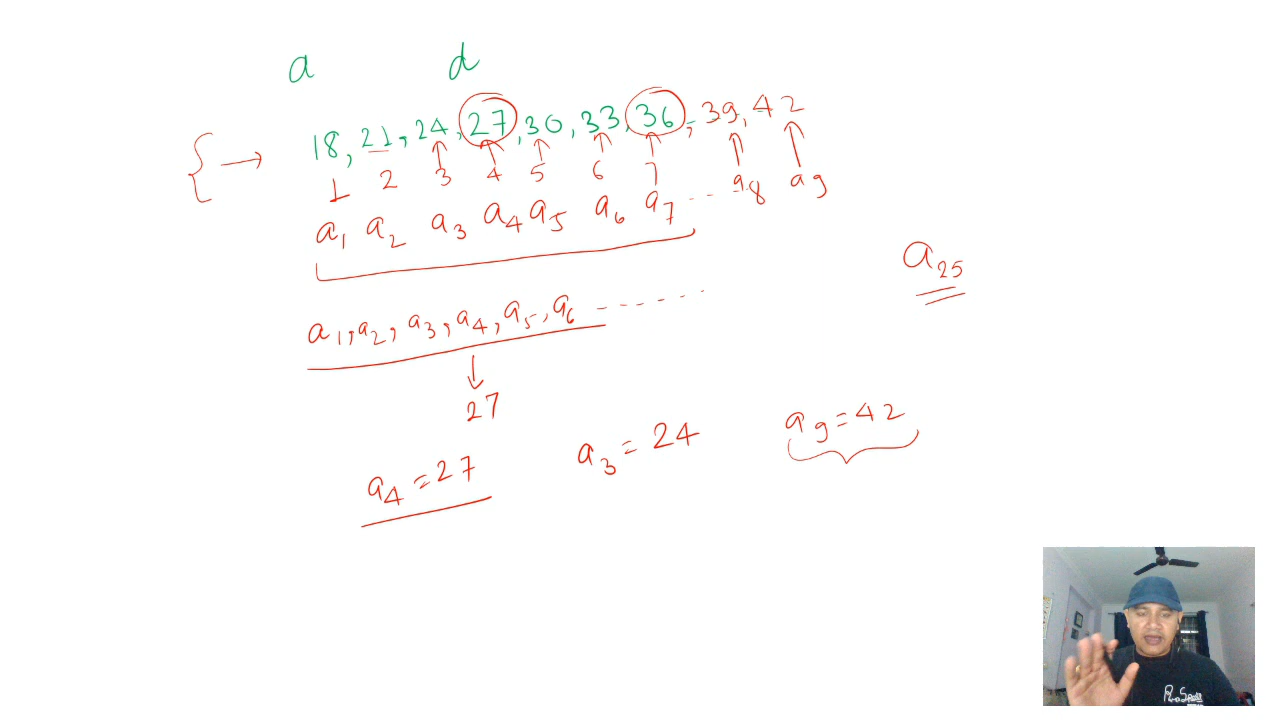 a d
18, 21, 24, 27, 30, 33, 36, 39, 42
1 2 3 4 5 6 7
a1 a2 a3 a4 a5 a6 a7 ... a8 a9
a25
a1, a2, a3, a4, a5, a6 -------
27
a4 = 27
a3 = 24
a9 = 42